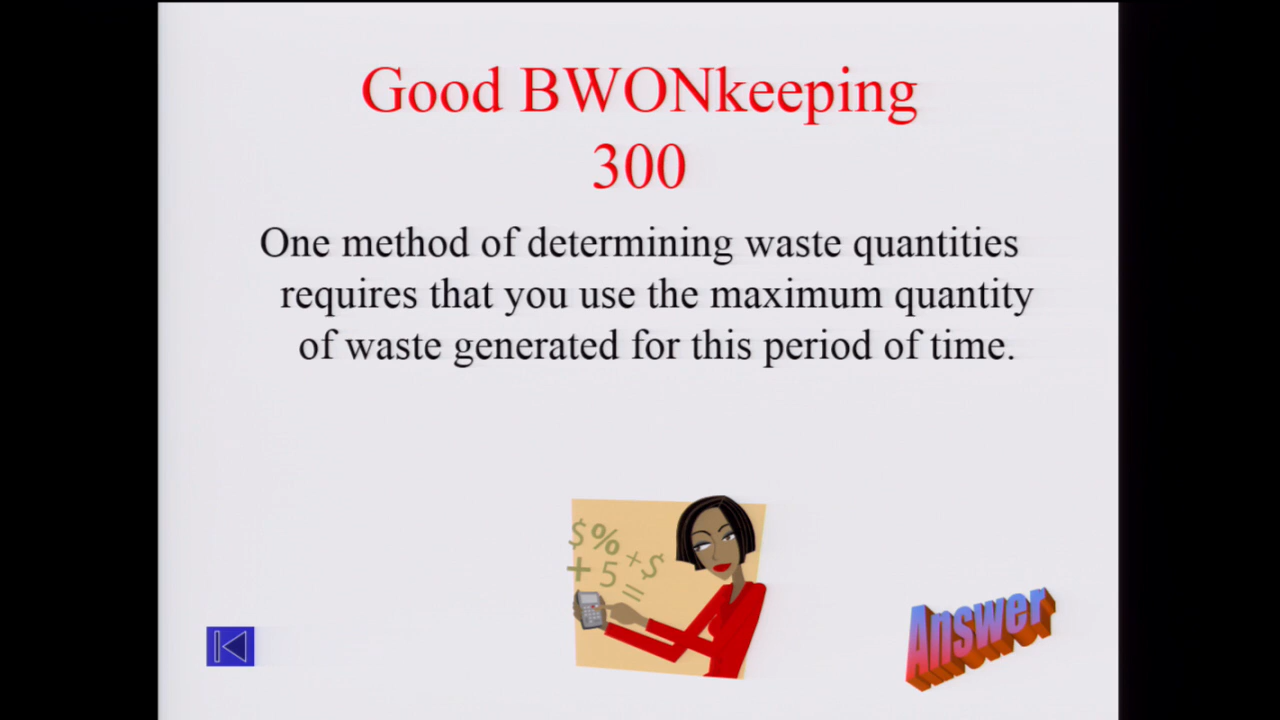 Good BWONkeeping
300
One method of determining waste quantities
requires that you use the maximum quantity
of waste generated for this period of time.
$%+$
+5=
Answer